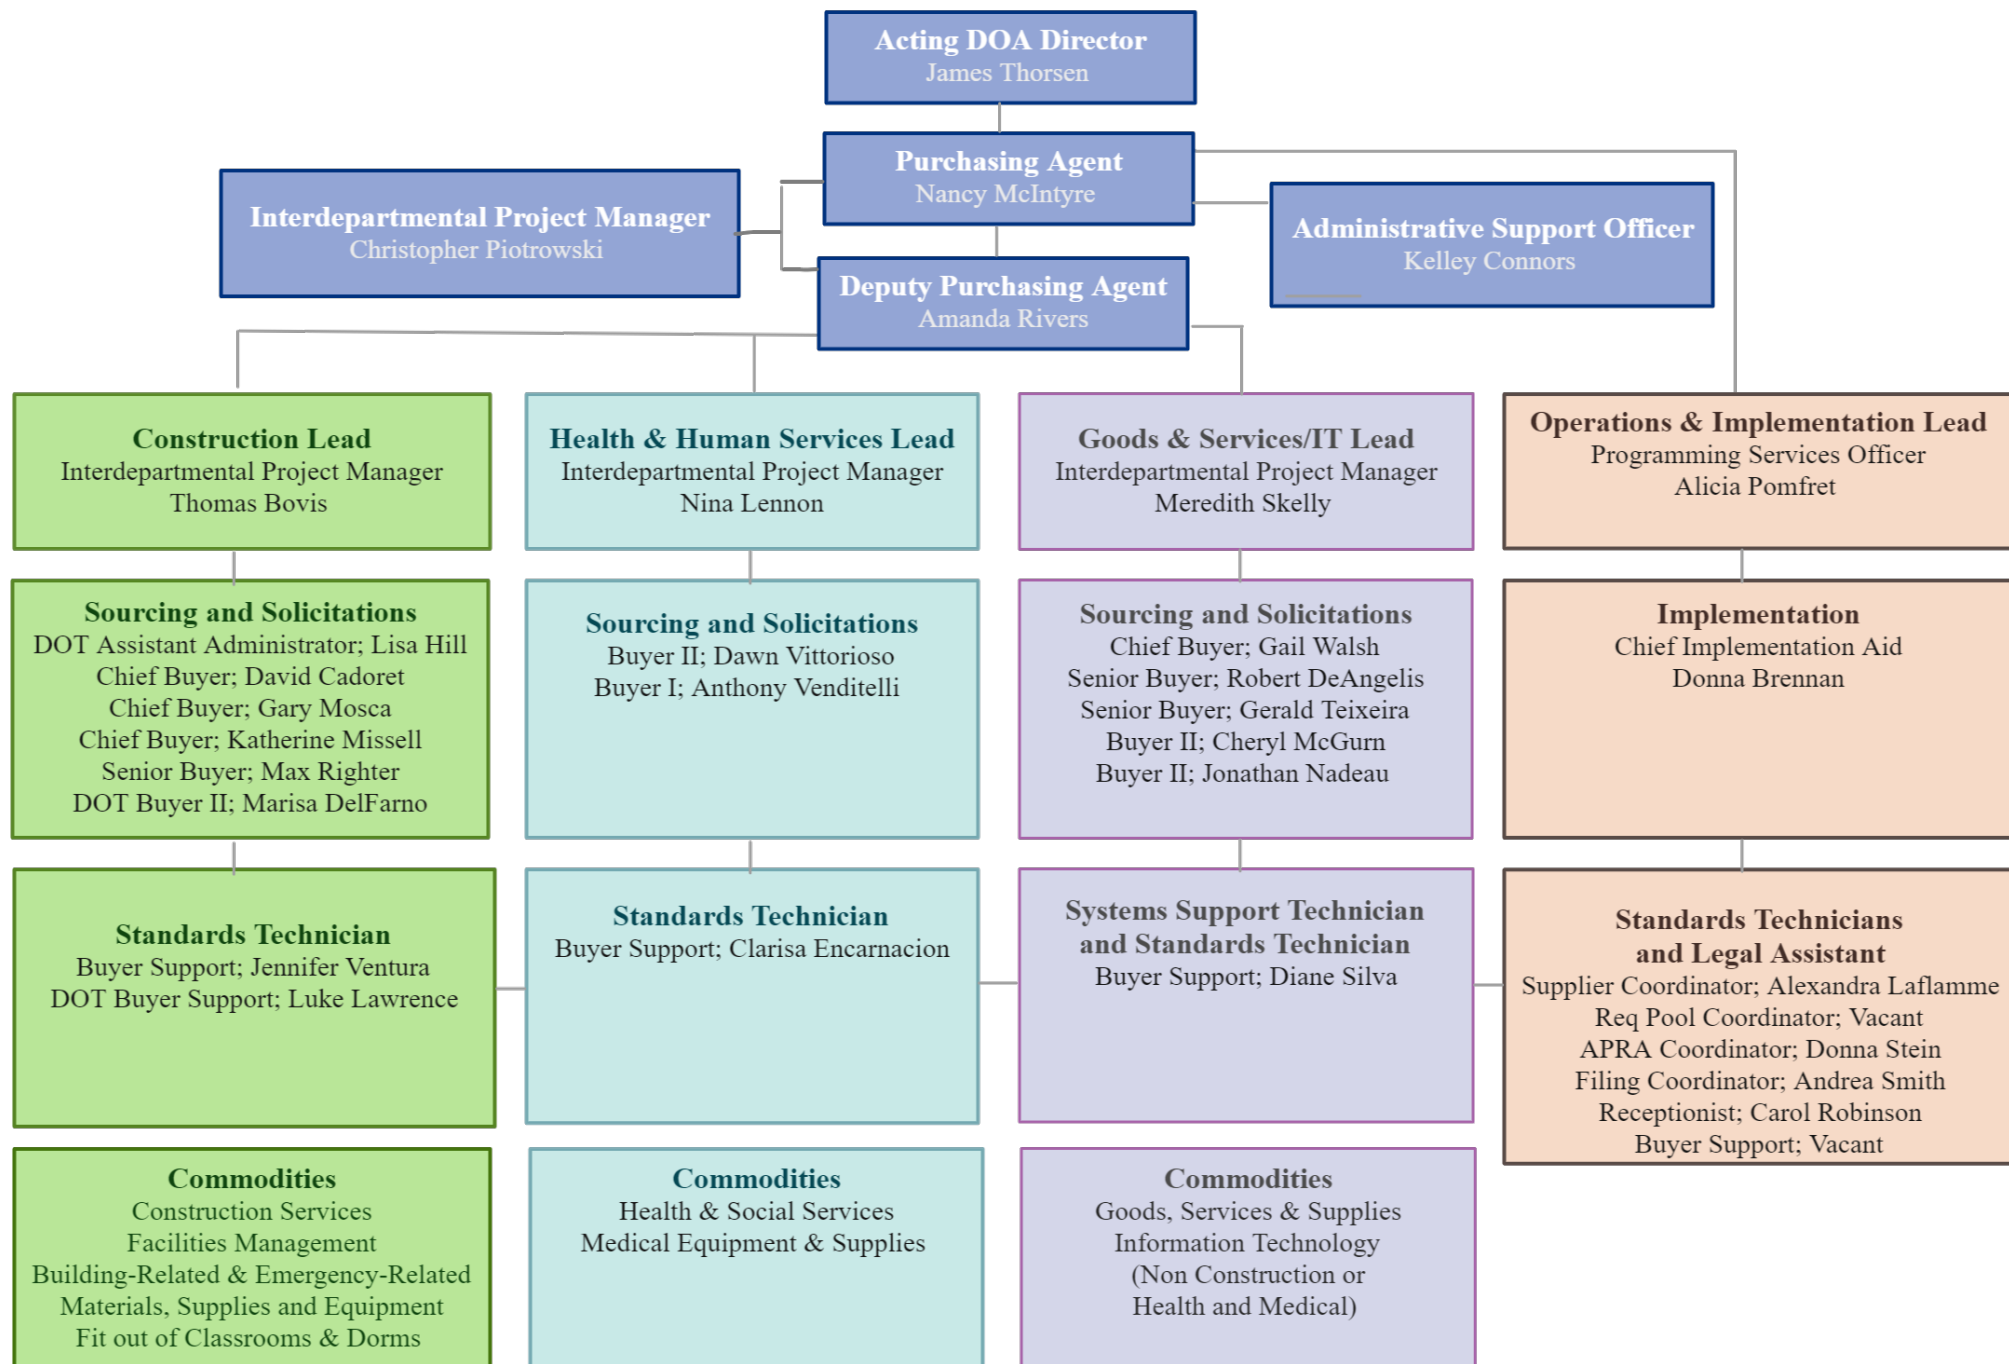 Acting DOA Director
James Thorsen
Purchasing Agent
Nancy McIntyre
Interdepartmental Project Manager
Christopher Piotrowski
Administrative Support Officer
Kelley Connors
Deputy Purchasing Agent
Amanda Rivers
Construction Lead
Interdepartmental Project Manager
Thomas Bovis
Health & Human Services Lead
Interdepartmental Project Manager
Nina Lennon
Goods & Services/IT Lead
Interdepartmental Project Manager
Meredith Skelly
Operations & Implementation Lead
Programming Services Officer
Alicia Pomfret
Sourcing and Solicitations
DOT Assistant Administrator; Lisa Hill
Chief Buyer; David Cadoret
Chief Buyer; Gary Mosca
Chief Buyer; Katherine Missell
Senior Buyer; Max Righter
DOT Buyer II; Marisa DelFarno
Sourcing and Solicitations
Buyer II; Dawn Vittorioso
Buyer I; Anthony Venditelli
Sourcing and Solicitations
Chief Buyer; Gail Walsh
Senior Buyer; Robert DeAngelis
Senior Buyer; Gerald Teixeira
Buyer II; Cheryl McGurn
Buyer II; Jonathan Nadeau
Implementation
Chief Implementation Aid
Donna Brennan
Standards Technician
Buyer Support; Jennifer Ventura
DOT Buyer Support; Luke Lawrence
Standards Technician
Buyer Support; Clarisa Encarnacion
Systems Support Technician
and Standards Technician
Buyer Support; Diane Silva
Standards Technicians
and Legal Assistant
Supplier Coordinator; Alexandra Laflamme
Req Pool Coordinator; Vacant
APRA Coordinator; Donna Stein
Filing Coordinator; Andrea Smith
Receptionist; Carol Robinson
Buyer Support; Vacant
Commodities
Construction Services
Facilities Management
Building-Related & Emergency-Related
Materials, Supplies and Equipment
Fit out of Classrooms & Dorms
Commodities
Health & Social Services
Medical Equipment & Supplies
Commodities
Goods, Services & Supplies
Information Technology
(Non Construction or
Health and Medical)